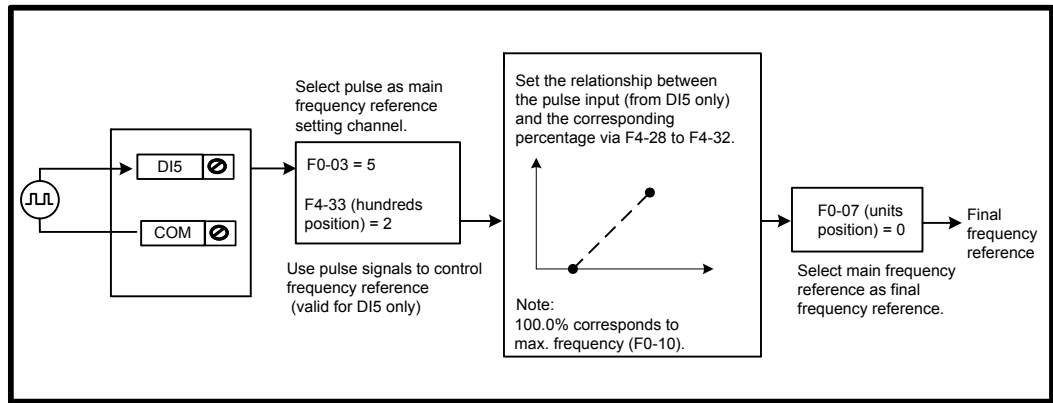 DI5
COM
Select pulse as main
frequency reference
setting channel.
F0-03 = 5
F4-33 (hundreds
position) = 2
Use pulse signals to control
frequency reference
(valid for DI5 only)
Set the relationship between
the pulse input (from DI5 only)
and the corresponding
percentage via F4-28 to F4-32.
Note:
100.0% corresponds to
max. frequency (F0-10).
F0-07 (units
position) = 0
Select main frequency
reference as final
frequency reference.
Final
frequency
reference